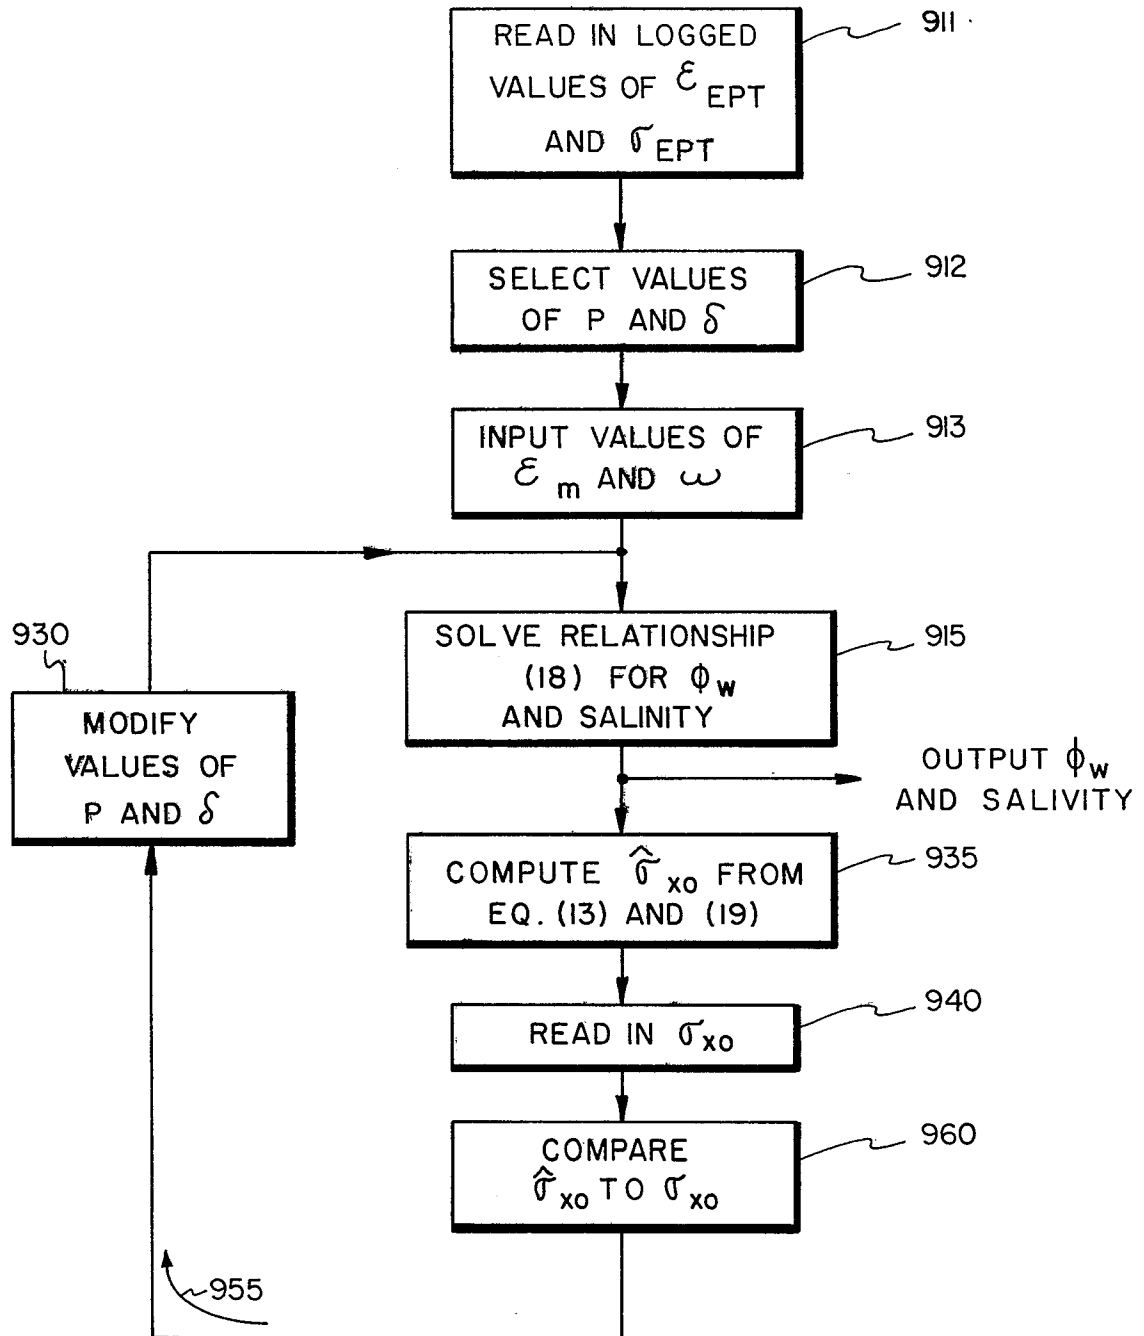 READ IN LOGGED
VALUES OF ε EPT
AND σ EPT
911
SELECT VALUES
OF P AND δ
912
INPUT VALUES OF
ε m AND ω
913
SOLVE RELATIONSHIP
(18) FOR ϕw
AND SALINITY
915
930
MODIFY
VALUES OF
P AND δ
OUTPUT ϕw
AND SALIVITY
COMPUTE σ̂xo FROM
EQ. (13) AND (19)
935
READ IN σxo
940
COMPARE
σ̂xo TO σxo
960
955